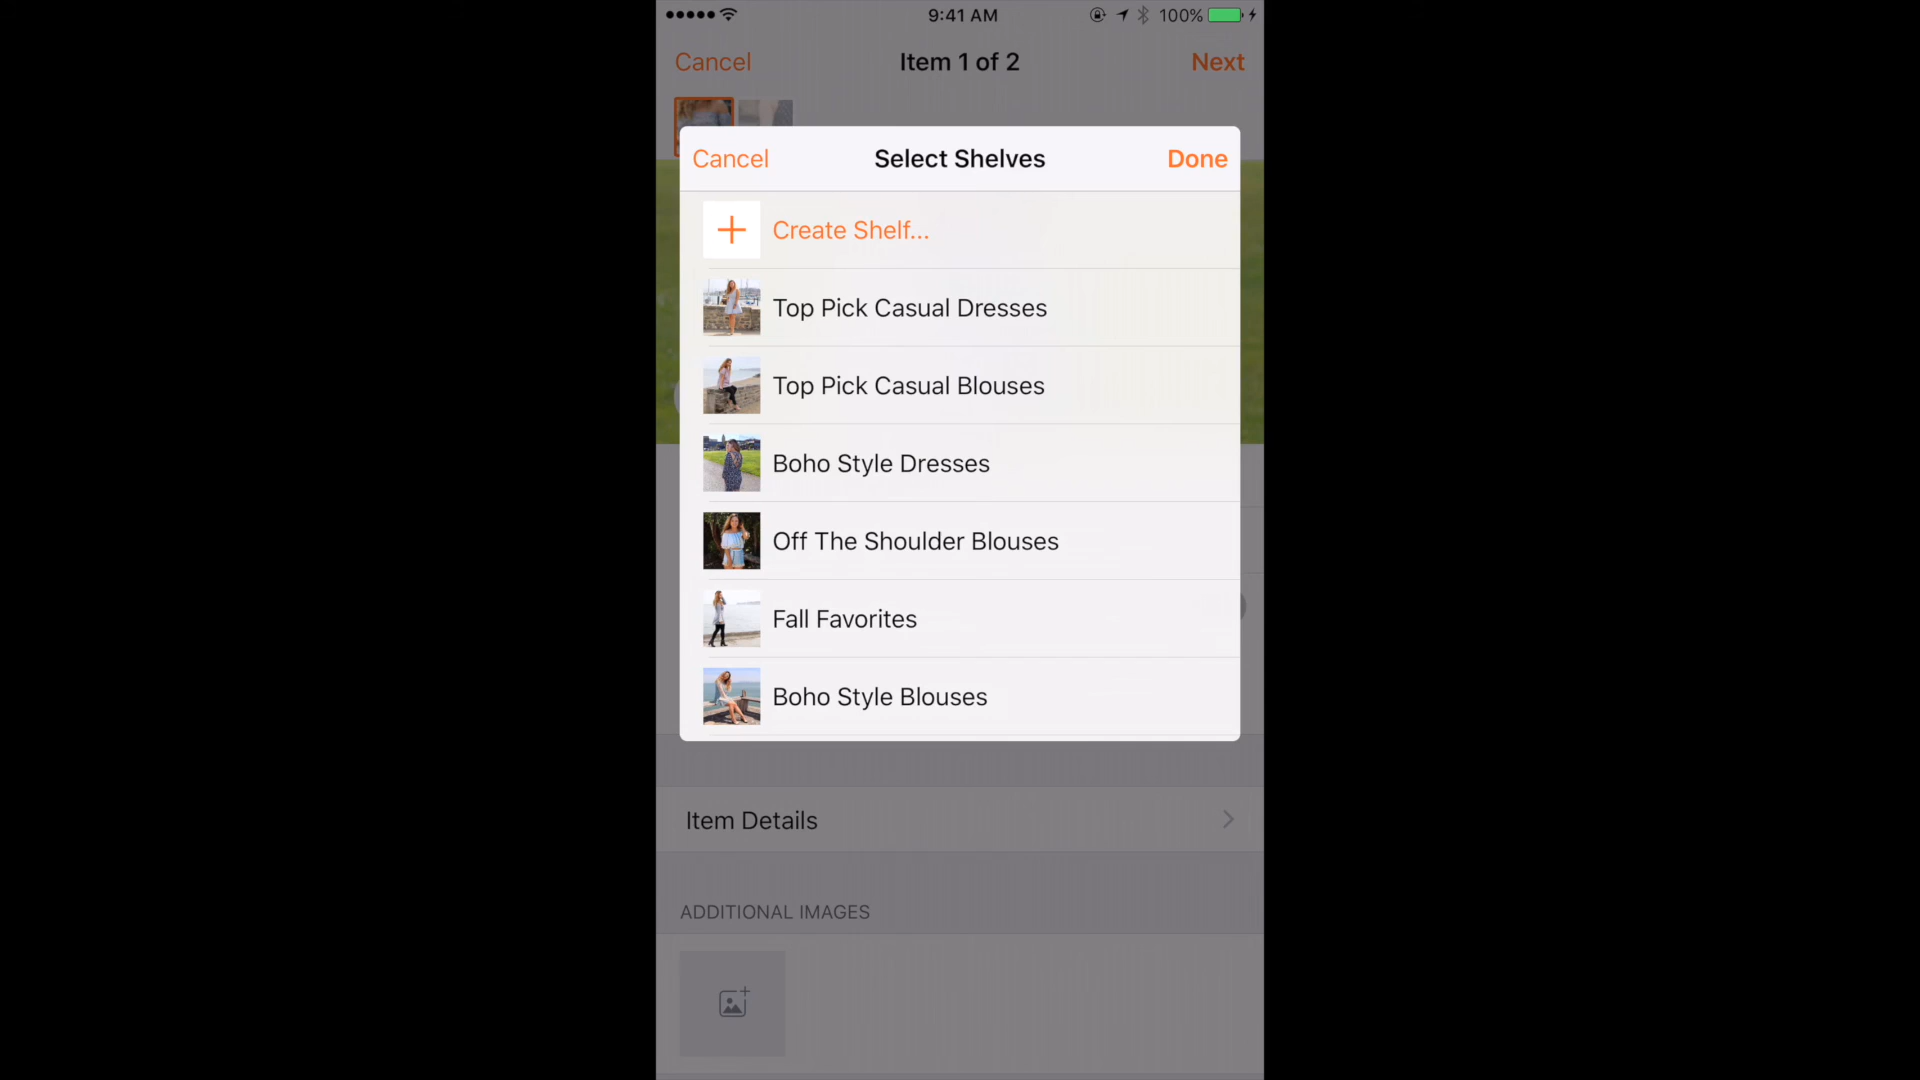 9:41 AM 100%
Cancel Item 1 of 2 Next
Cancel Select Shelves Done
Create Shelf...
Top Pick Casual Dresses
Top Pick Casual Blouses
Boho Style Dresses
Off The Shoulder Blouses
Fall Favorites
Boho Style Blouses
Item Details
ADDITIONAL IMAGES